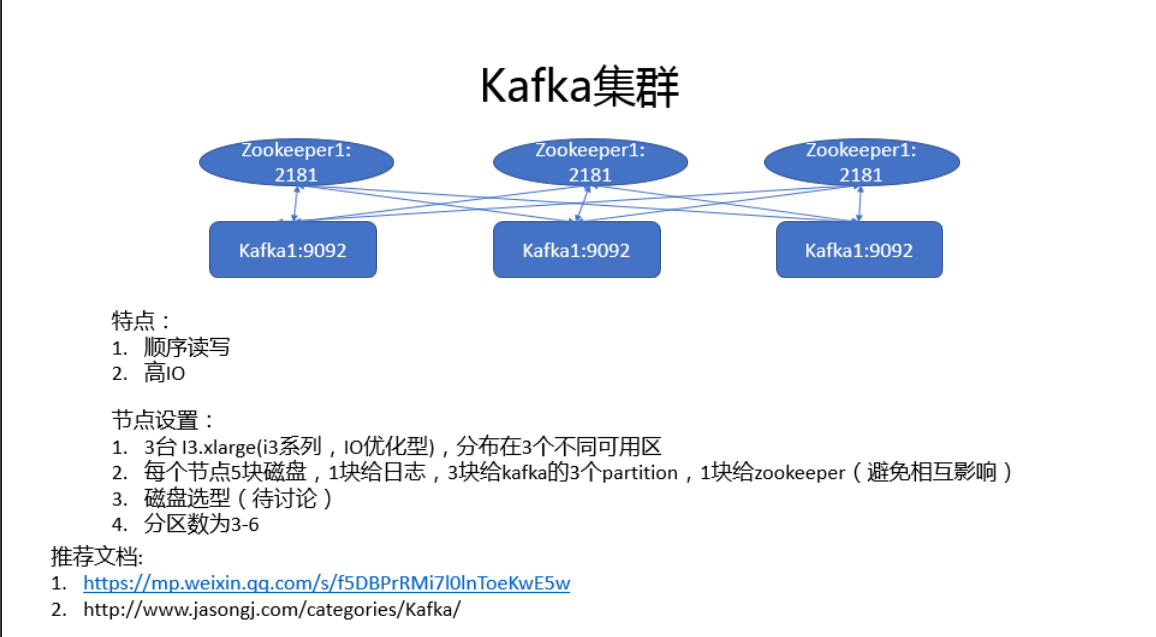 Kafka集群
Zookeeper1:
2181
Zookeeper1:
2181
Zookeeper1:
2181
Kafka1:9092
Kafka1:9092
Kafka1:9092
特点：
1. 顺序读写
2. 高IO
节点设置：
1. 3台 I3.xlarge(i3系列，IO优化型)，分布在3个不同可用区
2. 每个节点5块磁盘，1块给日志，3块给kafka的3个partition，1块给zookeeper（避免相互影响）
3. 磁盘选型（待讨论）
4. 分区数为3-6
推荐文档:
1. https://mp.weixin.qq.com/s/f5DBPrRMi7l0lnToeKwE5w
2. http://www.jasongj.com/categories/Kafka/